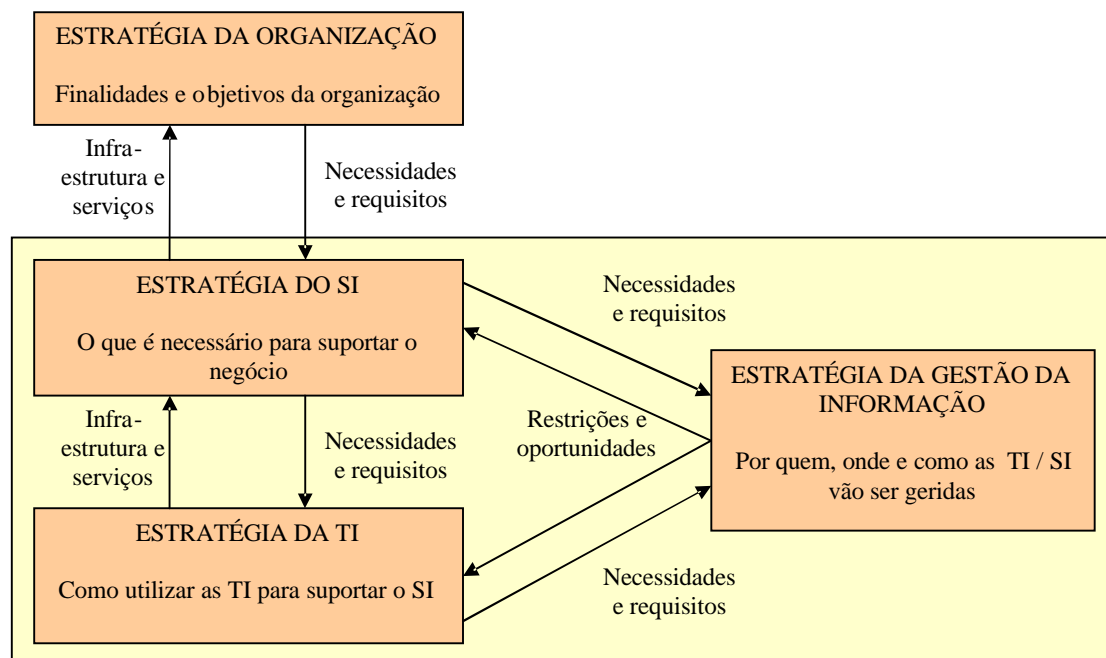 ESTRATÉGIA DA ORGANIZAÇÃO
Finalidades e objetivos da organização
Infra-
estrutura e
serviços
Necessidades
e requisitos
ESTRATÉGIA DO SI
O que é necessário para suportar o
negócio
Necessidades
e requisitos
ESTRATÉGIA DA GESTÃO DA
INFORMAÇÃO
Por quem, onde e como as TI / SI
vão ser geridas
Restrições e
oportunidades
Infra-
estrutura e
serviços
Necessidades
e requisitos
ESTRATÉGIA DA TI
Como utilizar as TI para suportar o SI
Necessidades
e requisitos